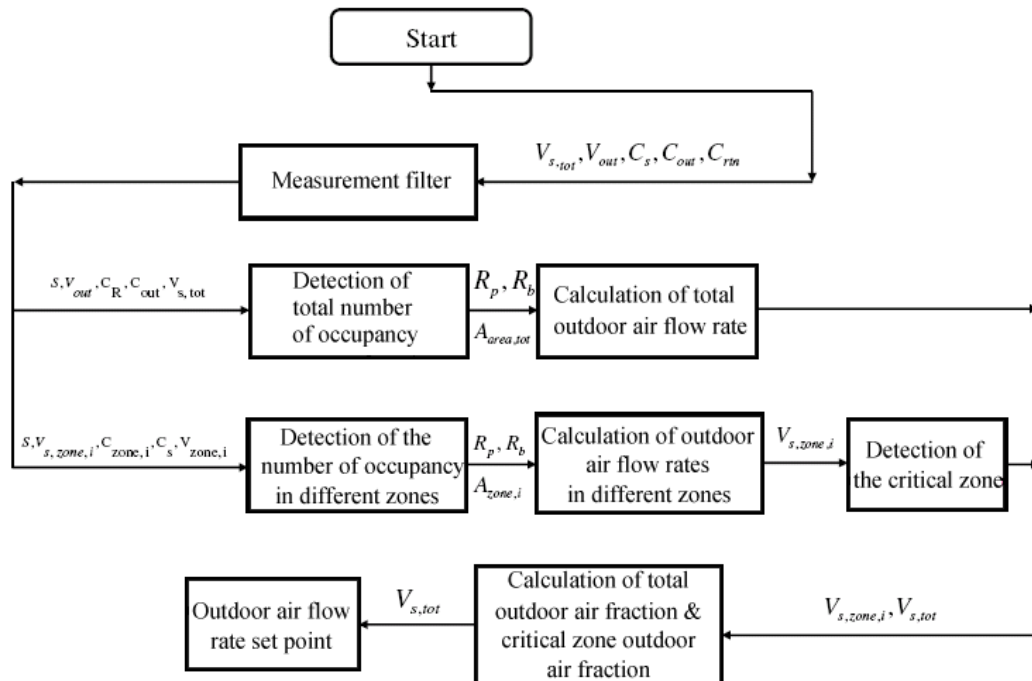 Start
V_{s,tot}, V_{out}, C_s, C_{out}, C_{rtn}
Measurement filter
S, V_{out}, C_R, C_{out}, V_{s,tot}
Detection of
total number
of occupancy
R_p, R_b
A_{area,tot}
Calculation of total
outdoor air flow rate
S, V_{s,zone,i}, C_{zone,i}, C_s, V_{zone,i}
Detection of the
number of occupancy
in different zones
R_p, R_b
A_{zone,i}
Calculation of outdoor
air flow rates
in different zones
V_{s,zone,i}
Detection of
the critical zone
Outdoor air flow
rate set point
V_{s,tot}
Calculation of total
outdoor air fraction &
critical zone outdoor
air fraction
V_{s,zone,i}, V_{s,tot}